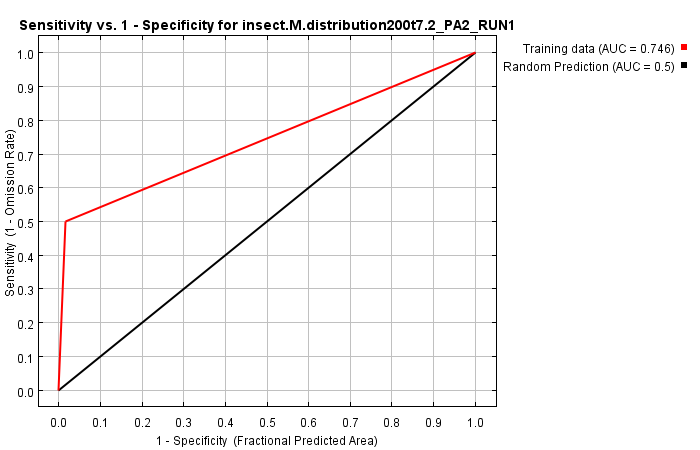 Sensitivity vs. 1 - Specificity for insect.M.distribution200t7.2_PA2_RUN1
Training data (AUC = 0.746)
Random Prediction (AUC = 0.5)
Sensitivity (1 - Omission Rate)
1.0
0.9
0.8
0.7
0.6
0.5
0.4
0.3
0.2
0.1
0.0
0.0 0.1 0.2 0.3 0.4 0.5 0.6 0.7 0.8 0.9 1.0
1 - Specificity (Fractional Predicted Area)